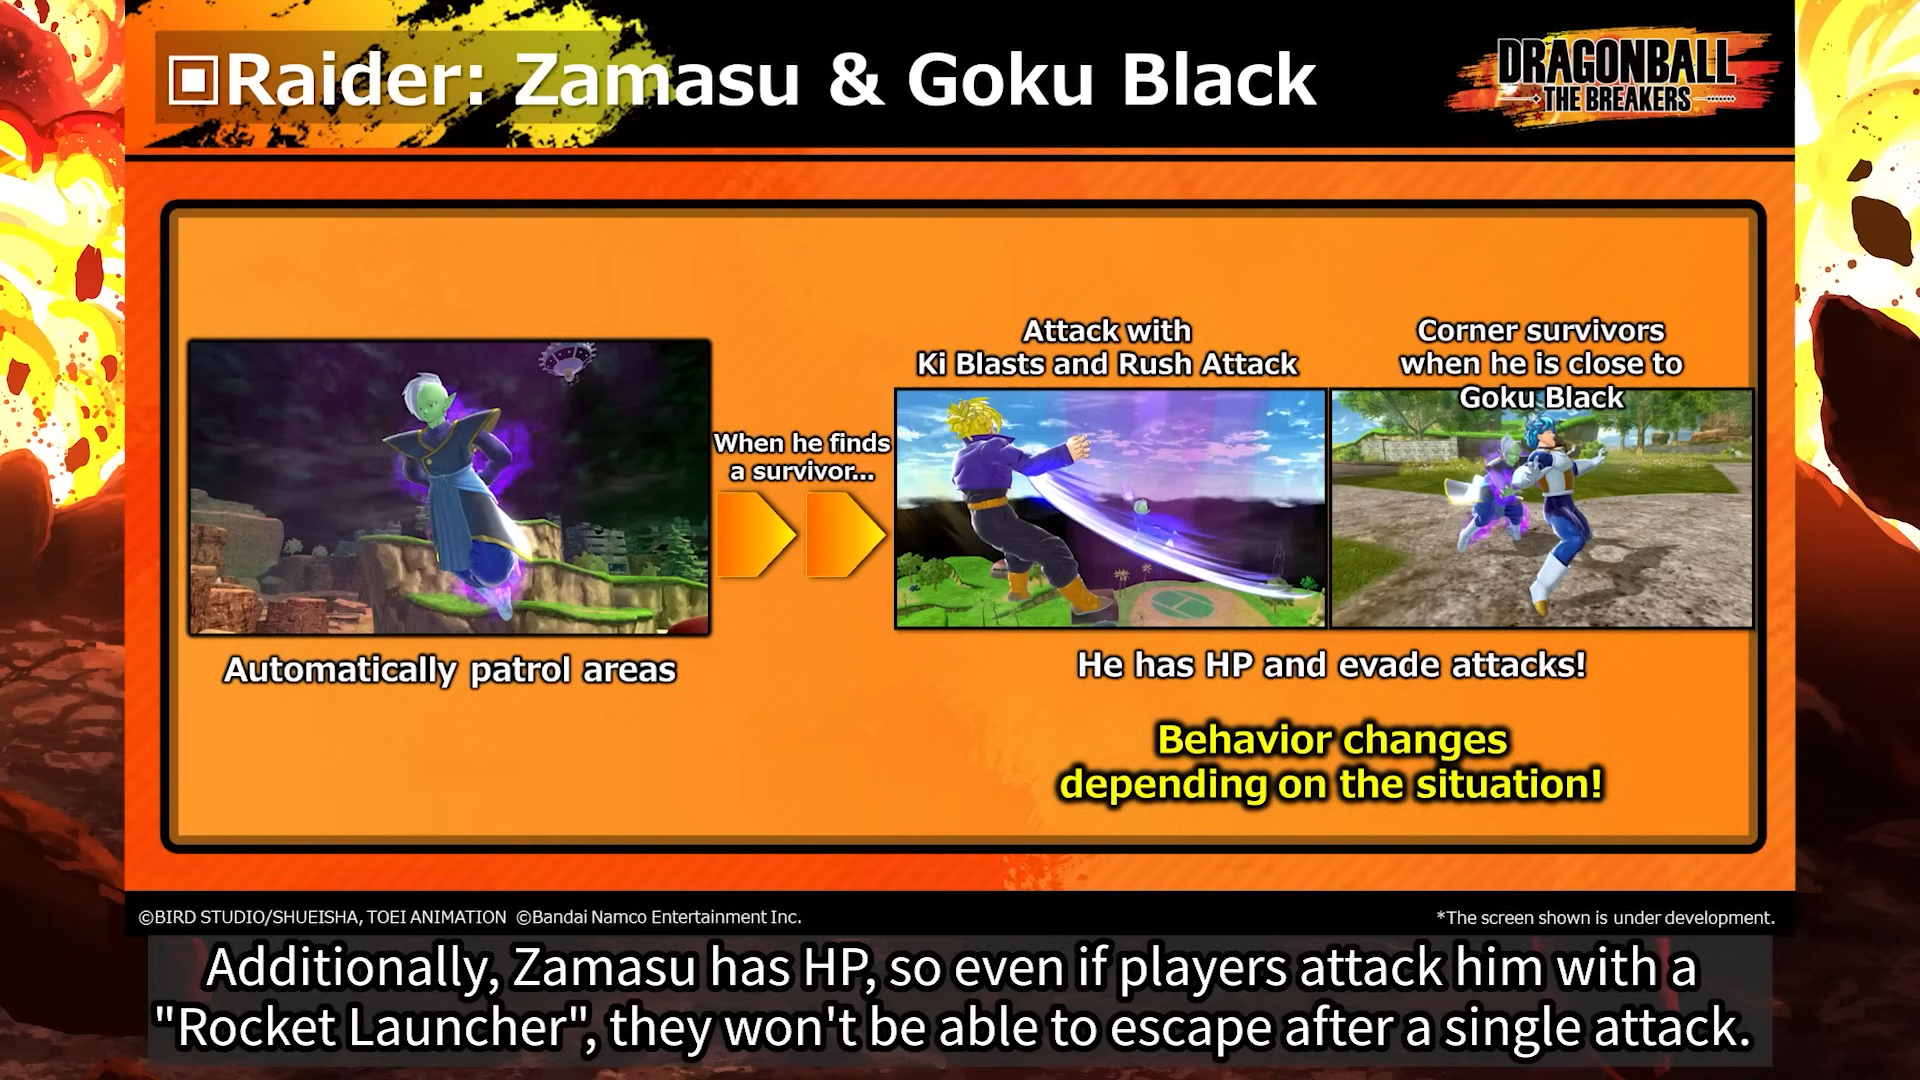 Raider: Zamasu & Goku Black
DRAGONBALL
THE BREAKERS
Attack with
Ki Blasts and Rush Attack
Corner survivors
when he is close to
Goku Black
When he finds
a survivor...
Automatically patrol areas
He has HP and evade attacks!
Behavior changes
depending on the situation!
©BIRD STUDIO/SHUEISHA, TOEI ANIMATION ©Bandai Namco Entertainment Inc.
*The screen shown is under development.
Additionally, Zamasu has HP, so even if players attack him with a
"Rocket Launcher", they won't be able to escape after a single attack.